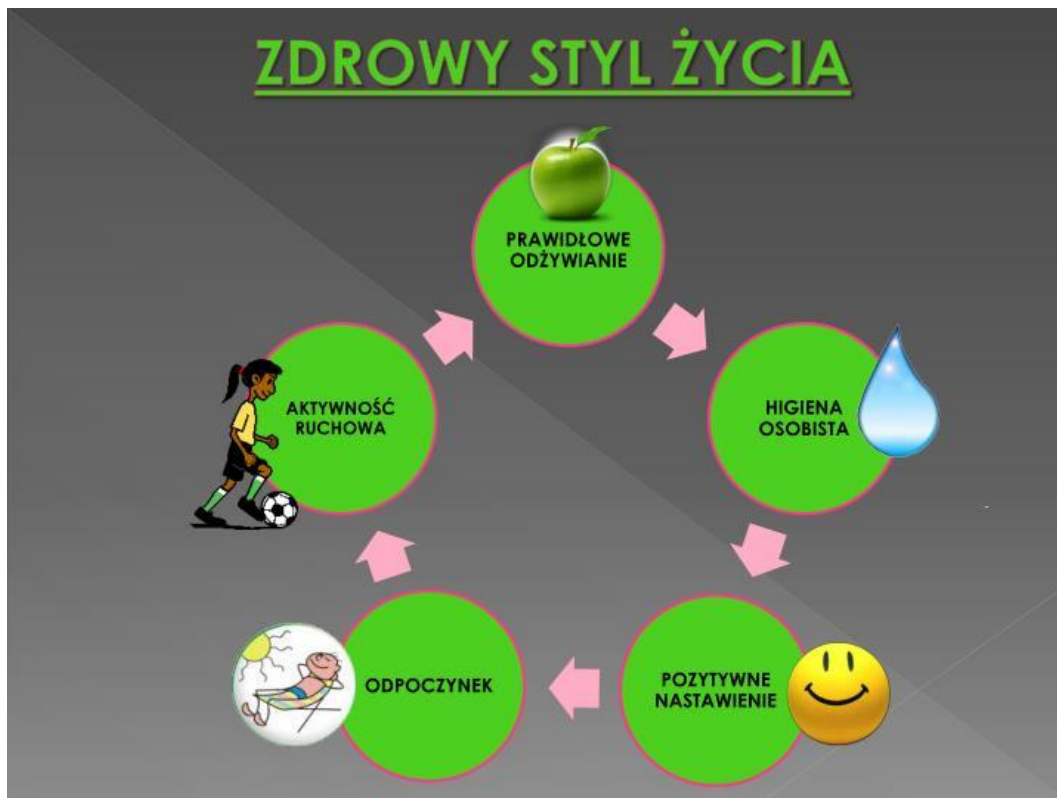 ZDROWY STYL ŻYCIA
PRAWIDŁOWE
ODŻYWIANIE
HIGIENA
OSOBISTA
POZYTYWNE
NASTAWIENIE
ODPOCZYNEK
AKTYWNOŚĆ
RUCHOWA